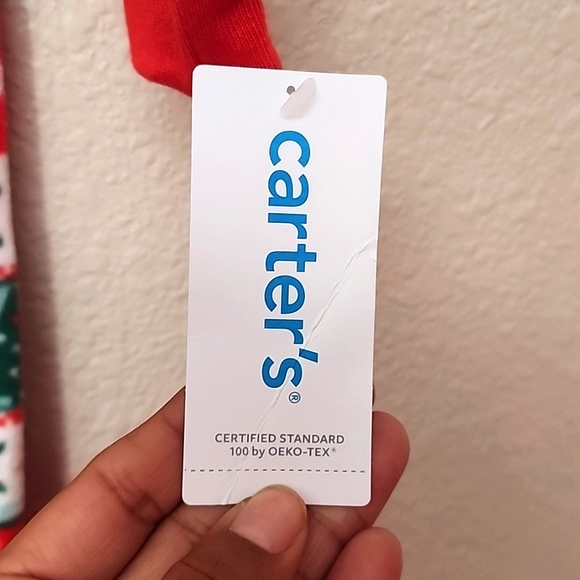 carter's®
CERTIFIED STANDARD
100 by OEKO-TEX®